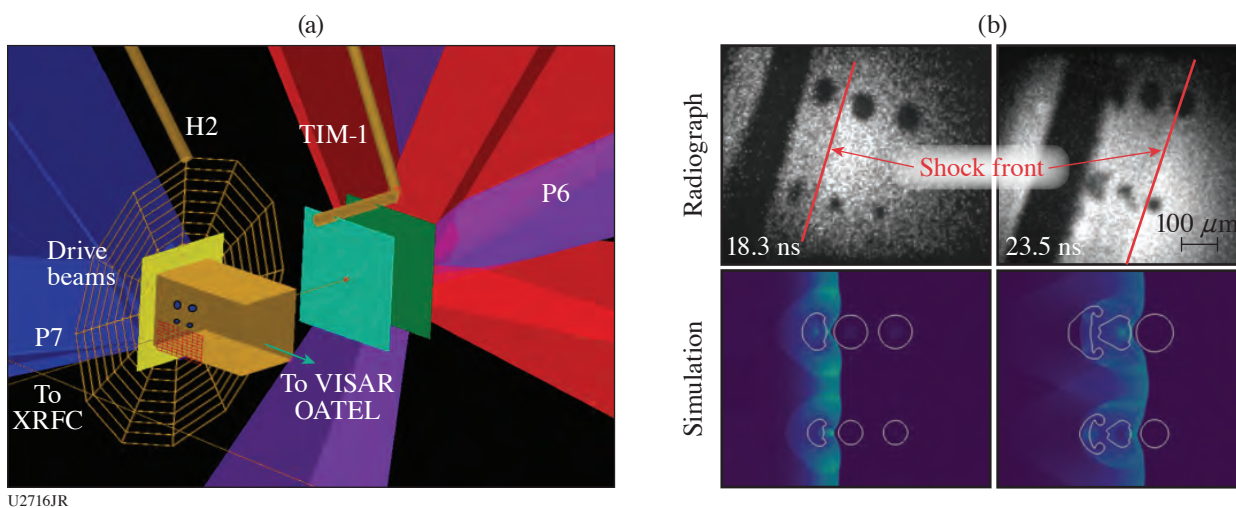 (a)
H2
TIM-1
P6
Drive
beams
P7
To
XRFC
To VISAR
OATEL
U2716JR
(b)
Radiograph
Shock front
18.3 ns
23.5 ns
100 μm
Simulation